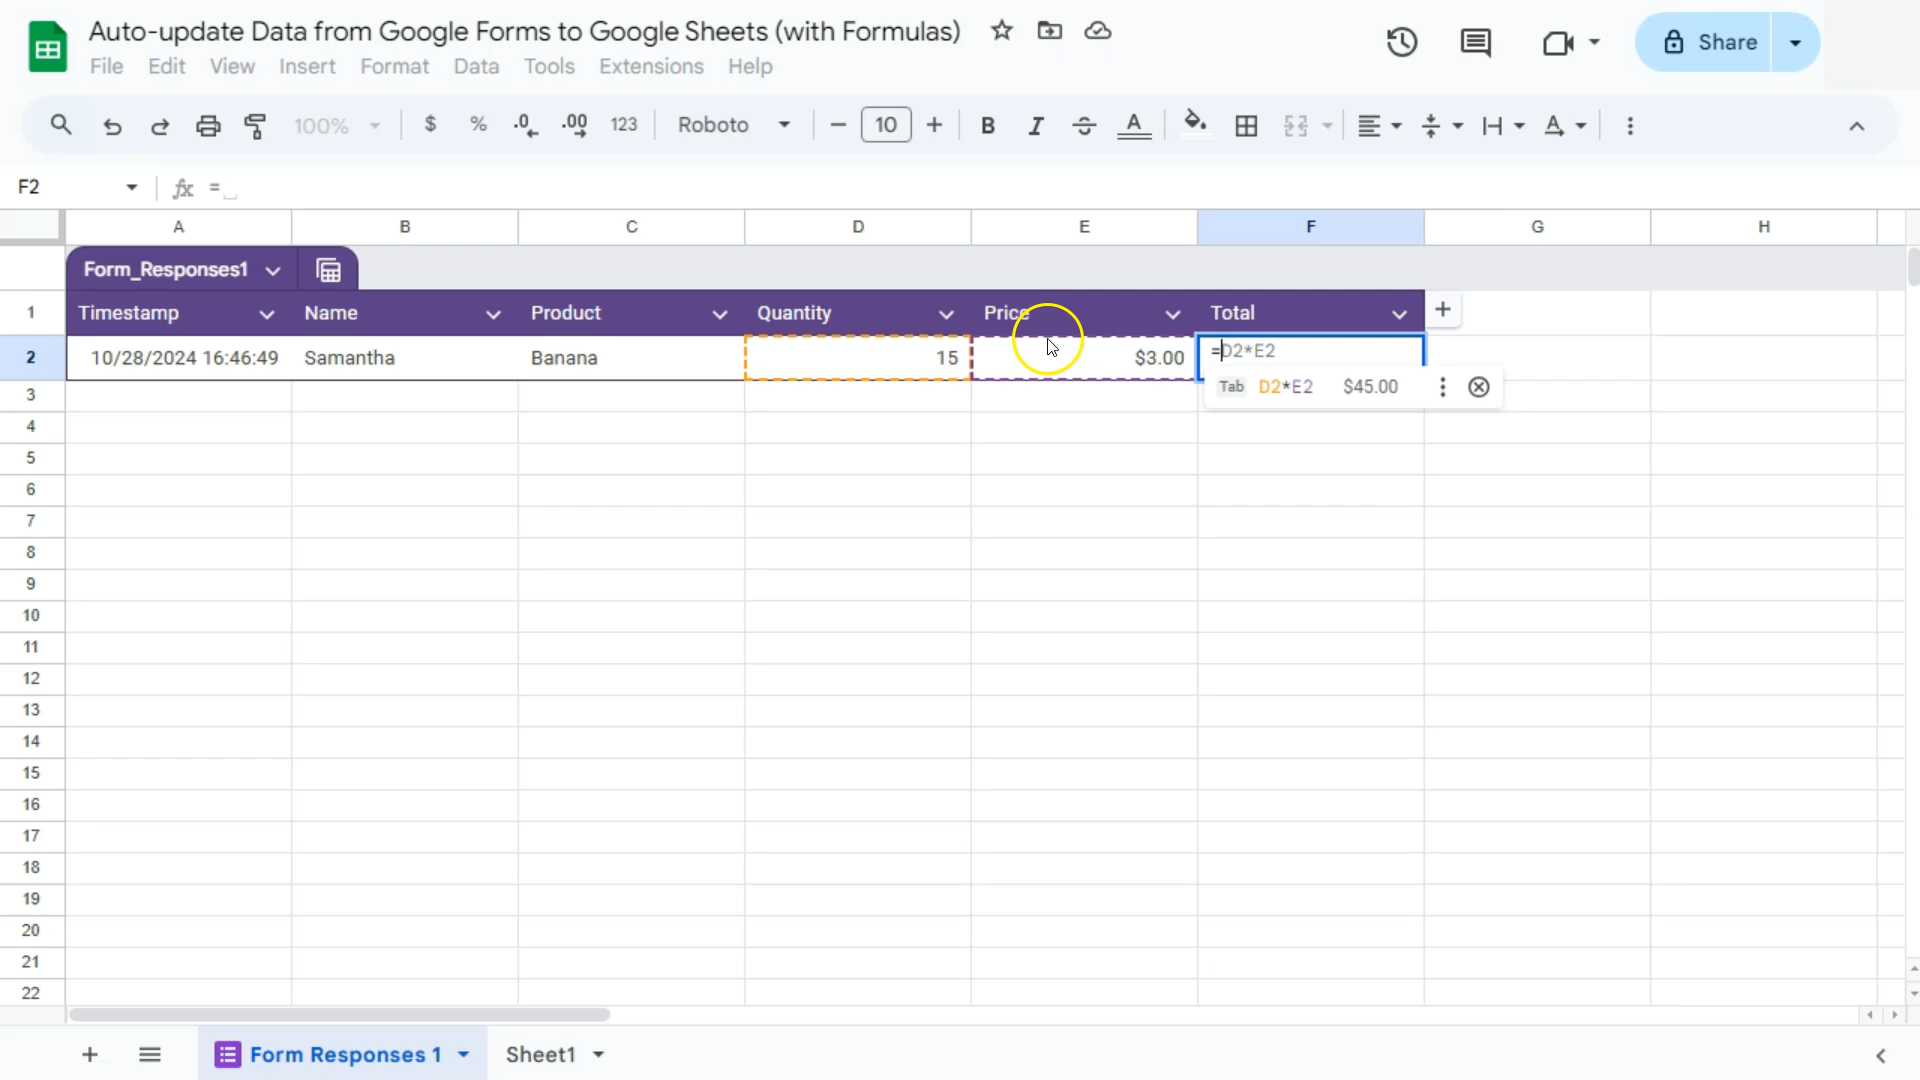 Auto-update Data from Google Forms to Google Sheets (with Formulas)
File Edit View Insert Format Data Tools Extensions Help
Share
100% $ % .0 .00 123 Roboto 10 B I A A
F2 fx =
A B C D E F G H
Form_Responses1
1 Timestamp Name Product Quantity Price Total
2 10/28/2024 16:46:49 Samantha Banana 15 $3.00 =D2*E2
Tab D2*E2 $45.00
3
4
5
6
7
8
9
10
11
12
13
14
15
16
17
18
19
20
21
22
Form Responses 1 Sheet1